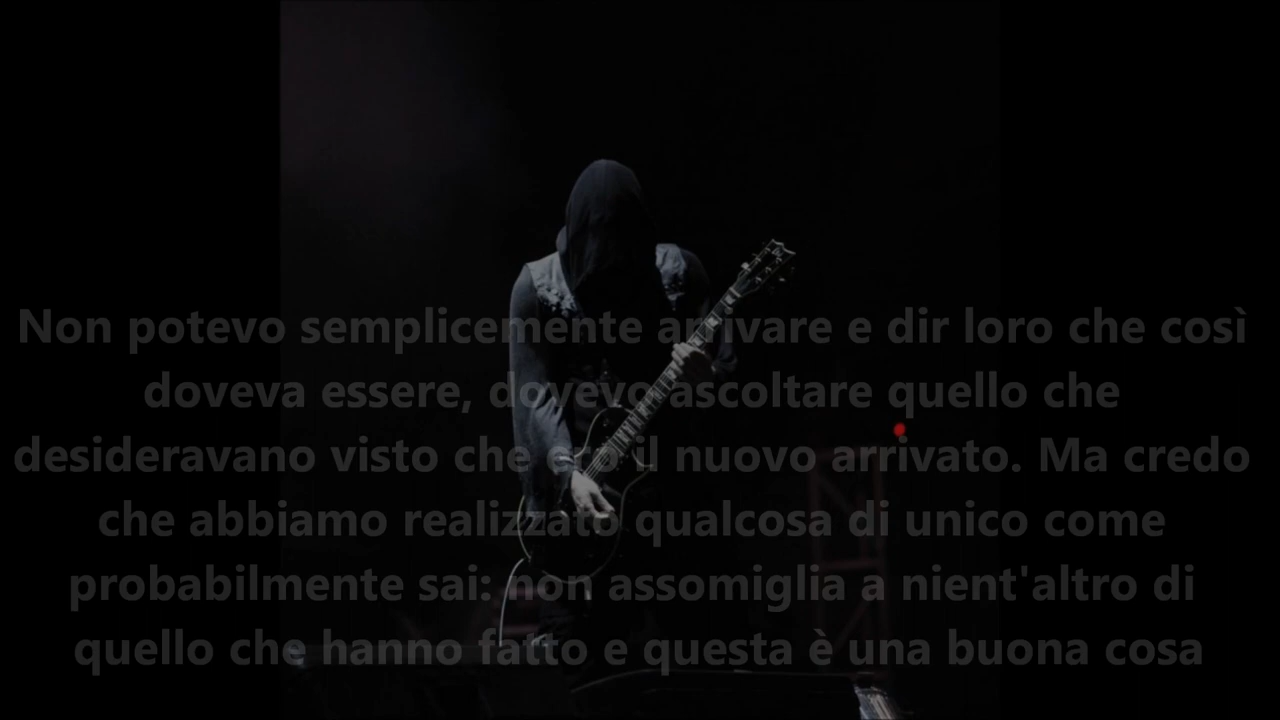 Non potevo semplicemente arrivare e dir loro che così
doveva essere, dovevo ascoltare quello che
desideravano visto che ero il nuovo arrivato. Ma credo
che abbiamo realizzato qualcosa di unico come
probabilmente sai: non assomiglia a nient'altro di
quello che hanno fatto e questa è una buona cosa